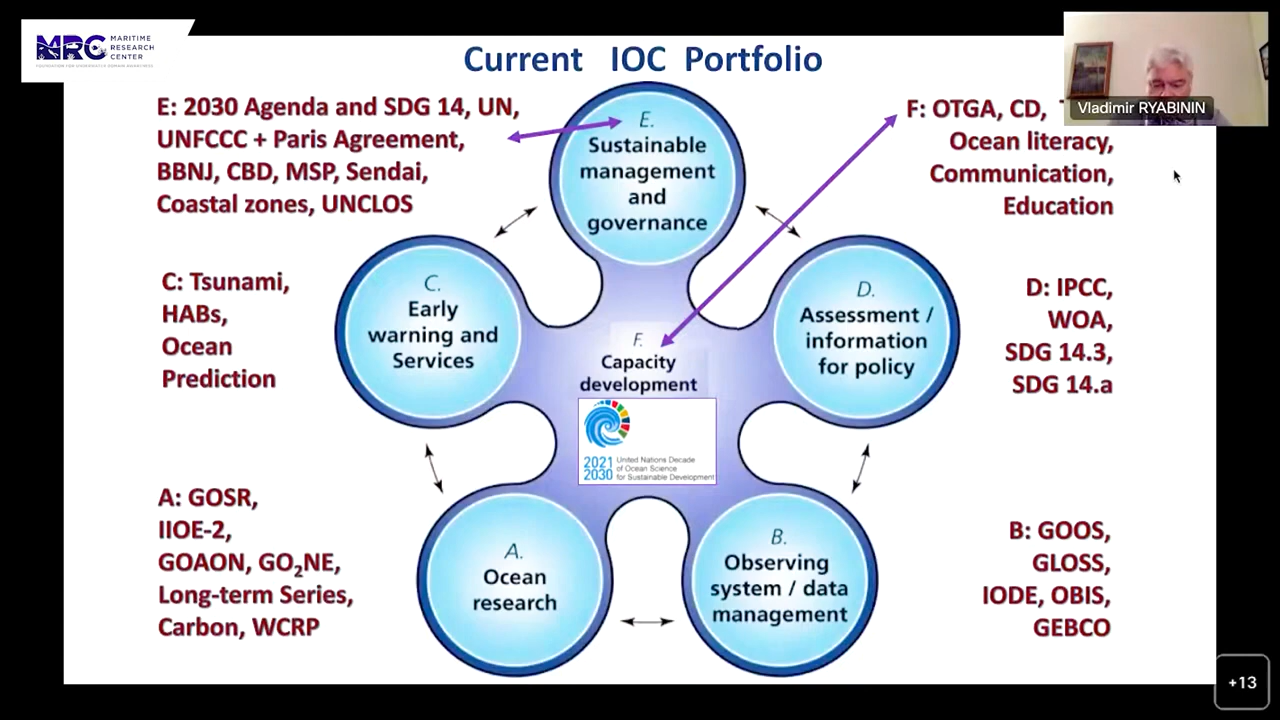 MRC
MARITIME
RESEARCH
CENTER
Current IOC Portfolio
Vladimir RYABININ
E: 2030 Agenda and SDG 14, UN,
UNFCCC + Paris Agreement,
BBNJ, CBD, MSP, Sendai,
Coastal zones, UNCLOS
E.
Sustainable
management
and
governance
F: OTGA, CD,
Ocean literacy,
Communication,
Education
C: Tsunami,
HABs,
Ocean
Prediction
C.
Early
warning and
Services
F.
Capacity
development
2021
2030
United Nations Decade
of Ocean Science
for Sustainable Development
D.
Assessment /
information
for policy
D: IPCC,
WOA,
SDG 14.3,
SDG 14.a
A: GOSR,
IIOE-2,
GOAON, GO2NE,
Long-term Series,
Carbon, WCRP
A.
Ocean
research
B.
Observing
system / data
management
B: GOOS,
GLOSS,
IODE, OBIS,
GEBCO
+13